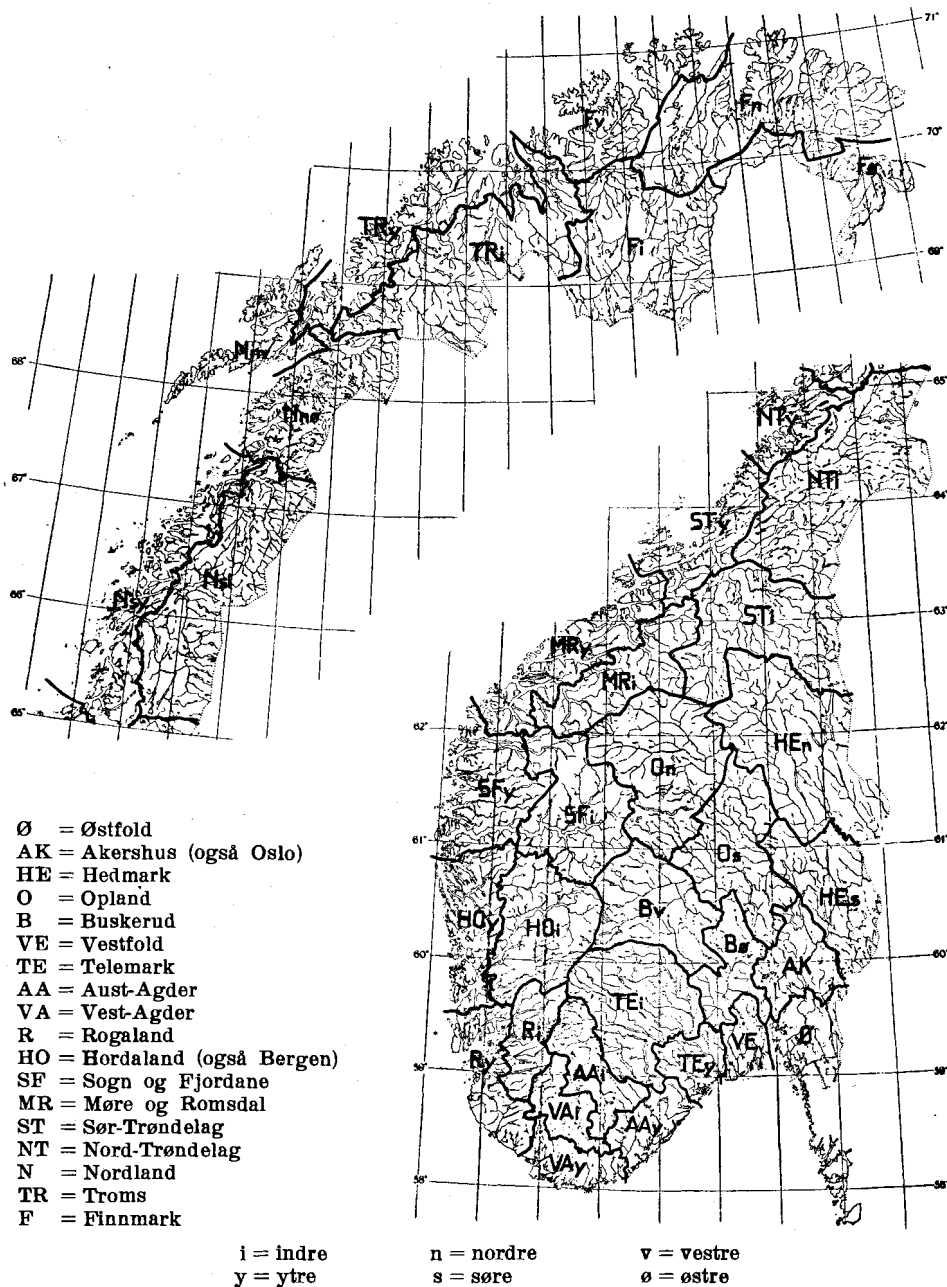 71°
Fn
Fv
70°
Fø
TRy
TRi
Fi
69°
68°
Nnv
65°
Nnø
NTy
67°
NTi
64°
STy
Nsi
66°
Nsy
63°
STi
MRy
MRi
65°
62°
HEn
On
SFy
SFi
61°
Os
HEs
HOy
HOi
Bv
Bø
60°
AK
TEi
Ri
VE
Ø
Ry
TEy
59°
AAi
VAi
AAy
VAy
58°
58°
Ø = Østfold
AK = Akershus (også Oslo)
HE = Hedmark
O = Opland
B = Buskerud
VE = Vestfold
TE = Telemark
AA = Aust-Agder
VA = Vest-Agder
R = Rogaland
HO = Hordaland (også Bergen)
SF = Sogn og Fjordane
MR = Møre og Romsdal
ST = Sør-Trøndelag
NT = Nord-Trøndelag
N = Nordland
TR = Troms
F = Finnmark
i = indre n = nordre v = vestre
y = ytre s = søre ø = østre